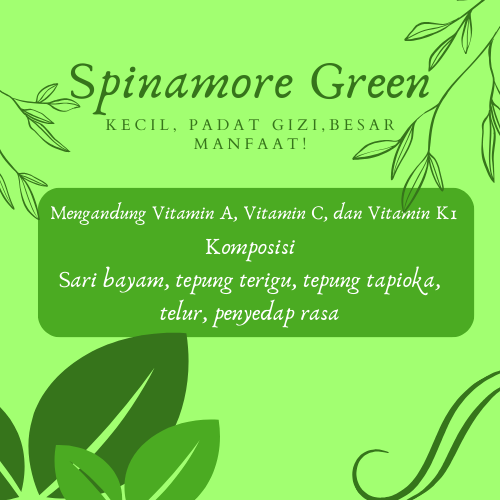 Spinamore Green
KECIL, PADAT GIZI,BESAR
MANFAAT!
Mengandung Vitamin A, Vitamin C, dan Vitamin K1
Komposisi
Sari bayam, tepung terigu, tepung tapioka,
telur, penyedap rasa